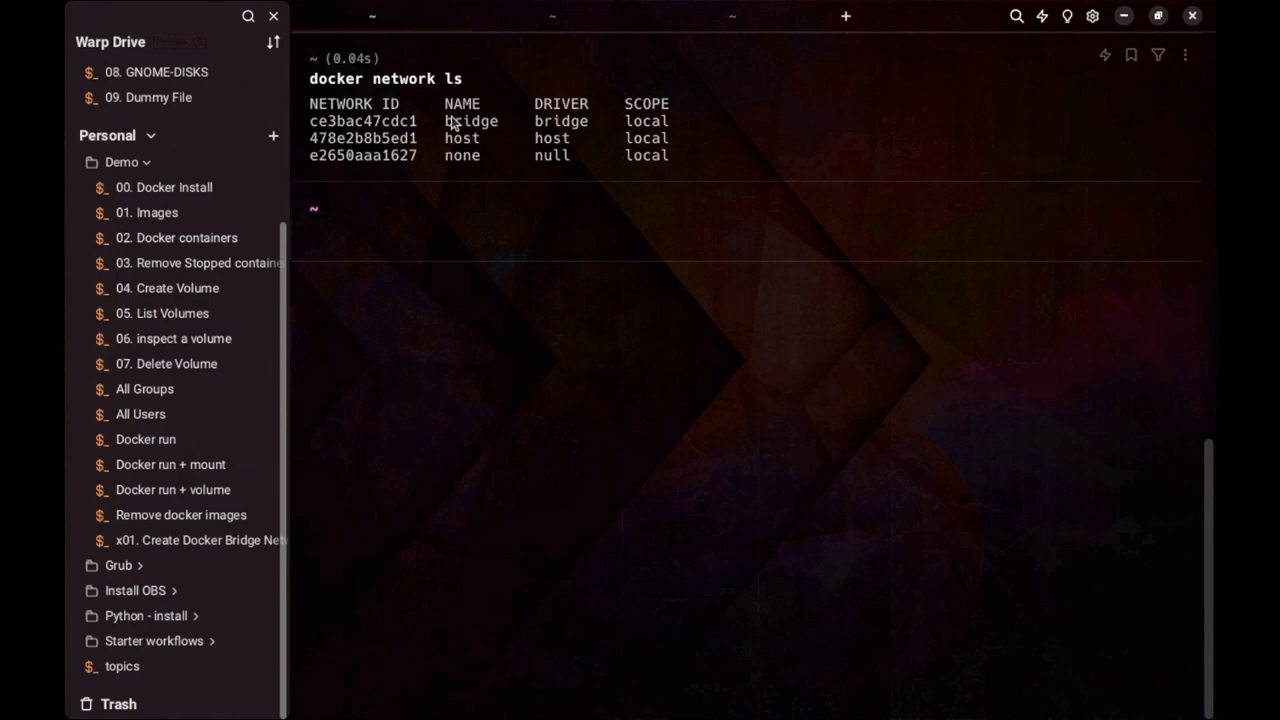 ~
~
~
+
Warp Drive
$_ 08. GNOME-DISKS
$_ 09. Dummy File
Personal
+
Demo
$_ 00. Docker Install
$_ 01. Images
$_ 02. Docker containers
$_ 03. Remove Stopped containe
$_ 04. Create Volume
$_ 05. List Volumes
$_ 06. inspect a volume
$_ 07. Delete Volume
$_ All Groups
$_ All Users
$_ Docker run
$_ Docker run + mount
$_ Docker run + volume
$_ Remove docker images
$_ x01. Create Docker Bridge Net
Grub >
Install OBS >
Python - install >
Starter workflows >
$_ topics
Trash
~ (0.04s)
docker network ls
NETWORK ID NAME DRIVER SCOPE
ce3bac47cdc1 bridge bridge local
478e2b8b5ed1 host host local
e2650aaa1627 none null local
~